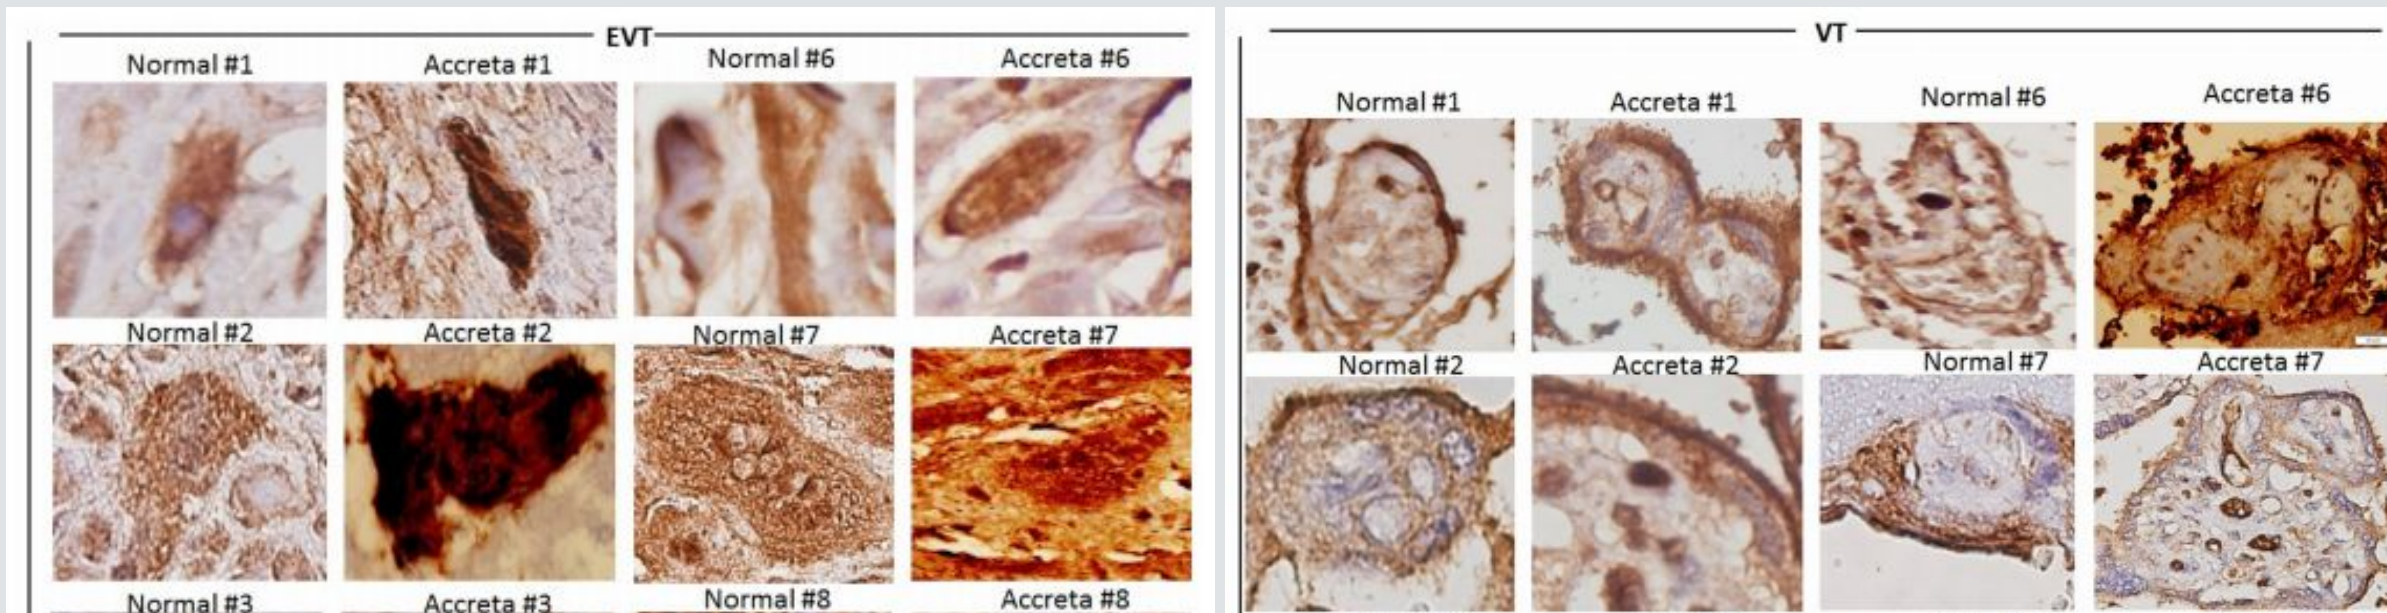 EVT
Normal #1 Accreta #1 Normal #6 Accreta #6
Normal #2 Accreta #2 Normal #7 Accreta #7
Normal #3 Accreta #3 Normal #8 Accreta #8
VT
Normal #1 Accreta #1 Normal #6 Accreta #6
Normal #2 Accreta #2 Normal #7 Accreta #7